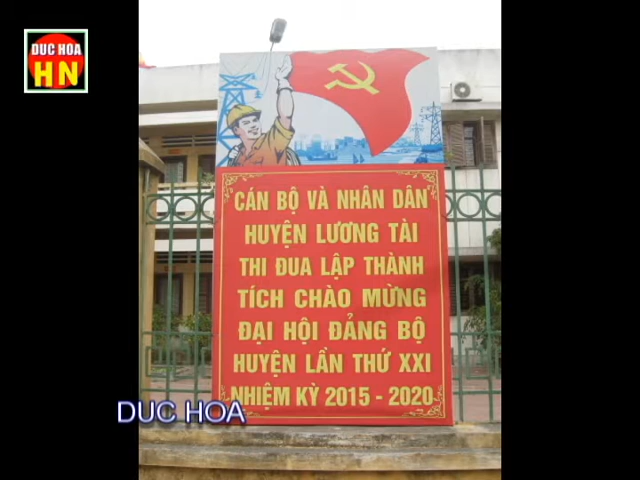 DUC HOA
HN
CÁN BỘ VÀ NHÂN DÂN
HUYỆN LƯƠNG TÀI
THI ĐUA LẬP THÀNH
TÍCH CHÀO MỪNG
ĐẠI HỘI ĐẢNG BỘ
HUYỆN LẦN THỨ XXI
NHIỆM KỲ 2015 - 2020
DUC HOA